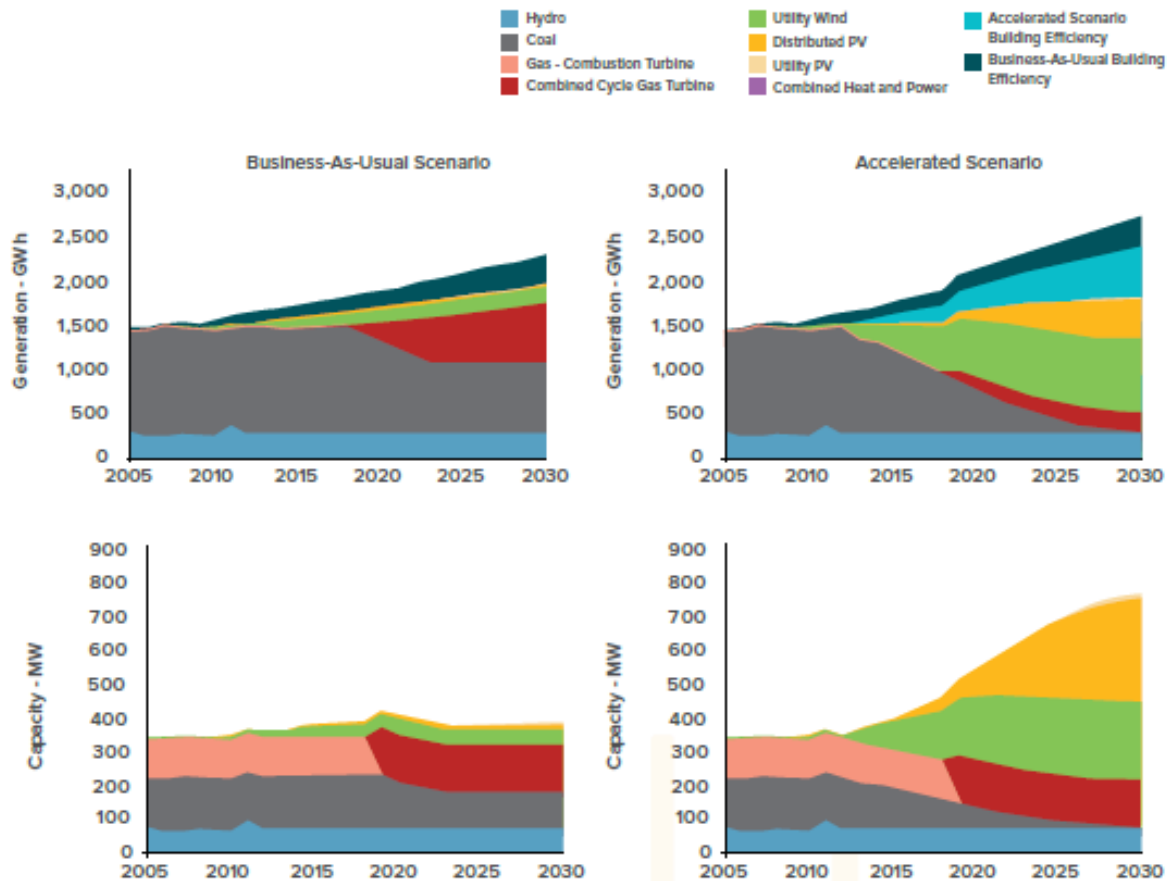 Hydro
Coal
Gas - Combustion Turbine
Combined Cycle Gas Turbine
Utility Wind
Distributed PV
Utility PV
Combined Heat and Power
Accelerated Scenario
Building Efficiency
Business-As-Usual Building
Efficiency
Business-As-Usual Scenario
Generation - GWh
3,000
2,500
2,000
1,500
1,000
500
0
2005 2010 2015 2020 2025 2030
Accelerated Scenario
Generation - GWh
3,000
2,500
2,000
1,500
1,000
500
0
2005 2010 2015 2020 2025 2030
Capacity - MW
900
800
700
600
500
400
300
200
100
0
2005 2010 2015 2020 2025 2030
Capacity - MW
900
800
700
600
500
400
300
200
100
0
2005 2010 2015 2020 2025 2030